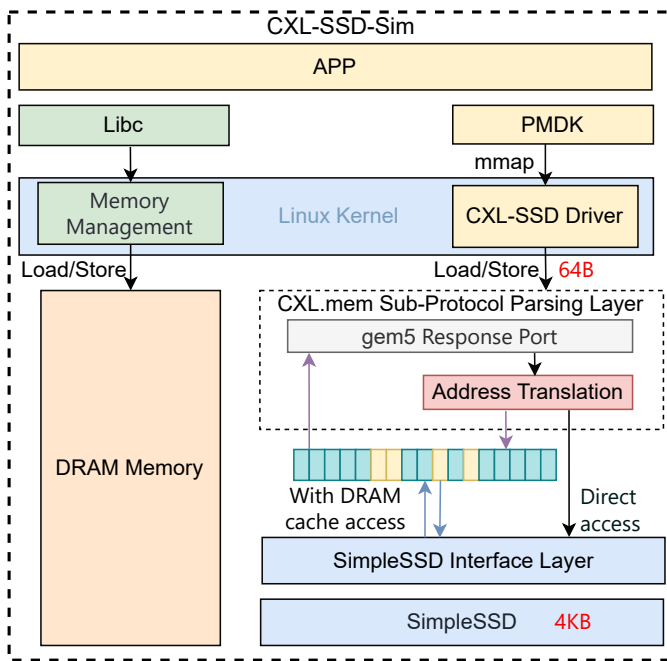 CXL-SSD-Sim
APP
Libc
PMDK
mmap
Memory
Management
Linux Kernel
CXL-SSD Driver
Load/Store
Load/Store 64B
CXL.mem Sub-Protocol Parsing Layer
gem5 Response Port
Address Translation
DRAM Memory
With DRAM
cache access
Direct
access
SimpleSSD Interface Layer
SimpleSSD 4KB